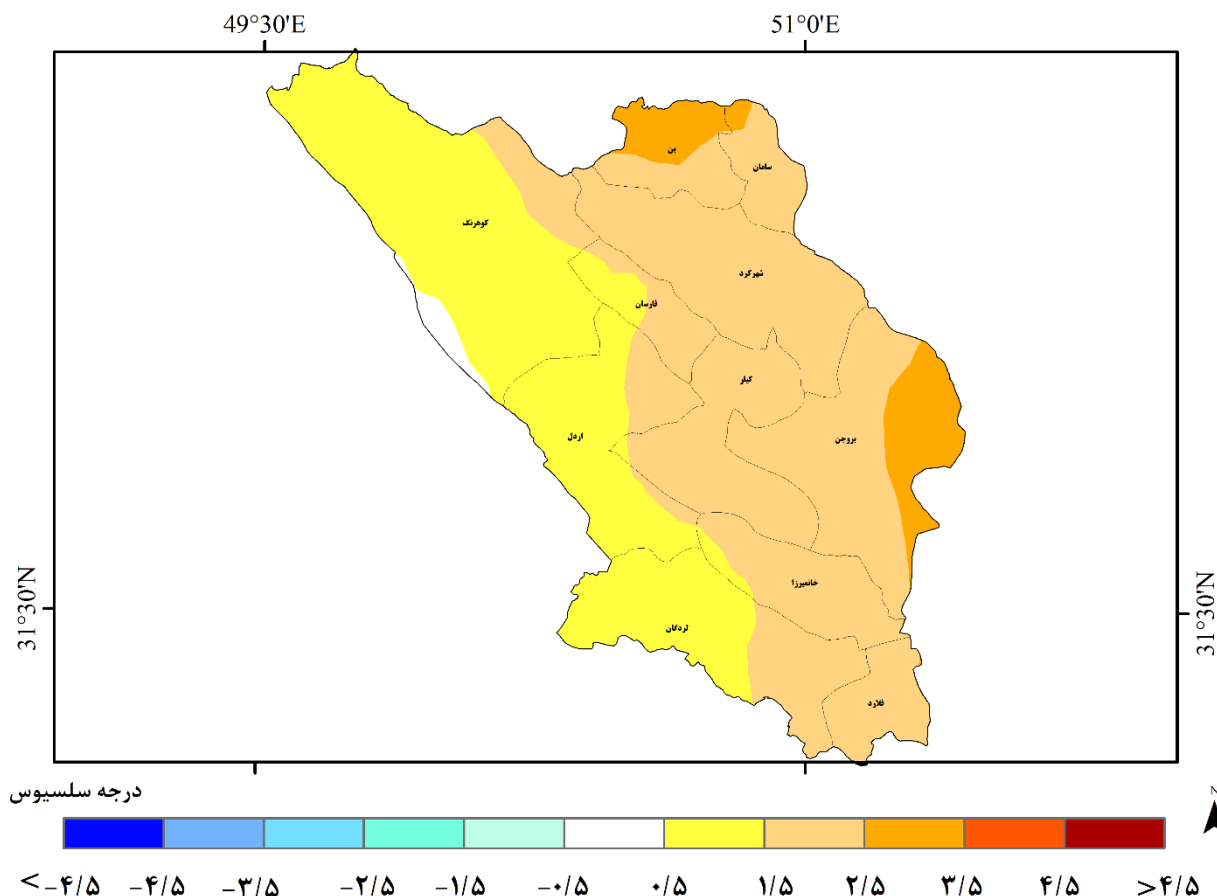 49°30'E 51°0'E
بن
سامان
کوهرنگ
شهرکرد
فارسان
کیار
اردل
بروجن
خانمیرزا
31°30'N 31°30'N
لردگان
فلارد
درجه سلسیوس
N
< -۴/۵ -۴/۵ -۳/۵ -۲/۵ -۱/۵ -۰/۵ ۰/۵ ۱/۵ ۲/۵ ۳/۵ ۴/۵ >۴/۵